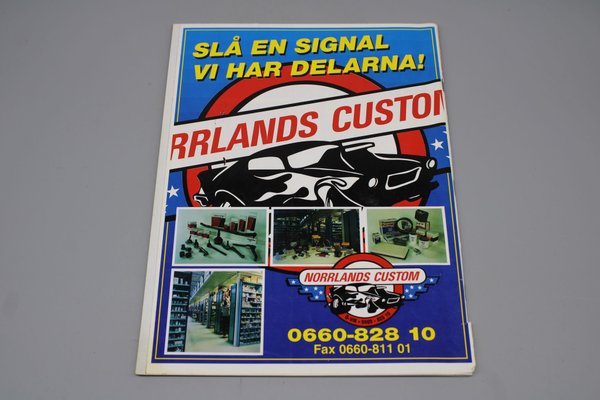 SLÅ EN SIGNAL
VI HAR DELARNA!
RRLANDS CUSTOM
NORRLANDS CUSTOM
0660-828 10
Fax 0660-811 01